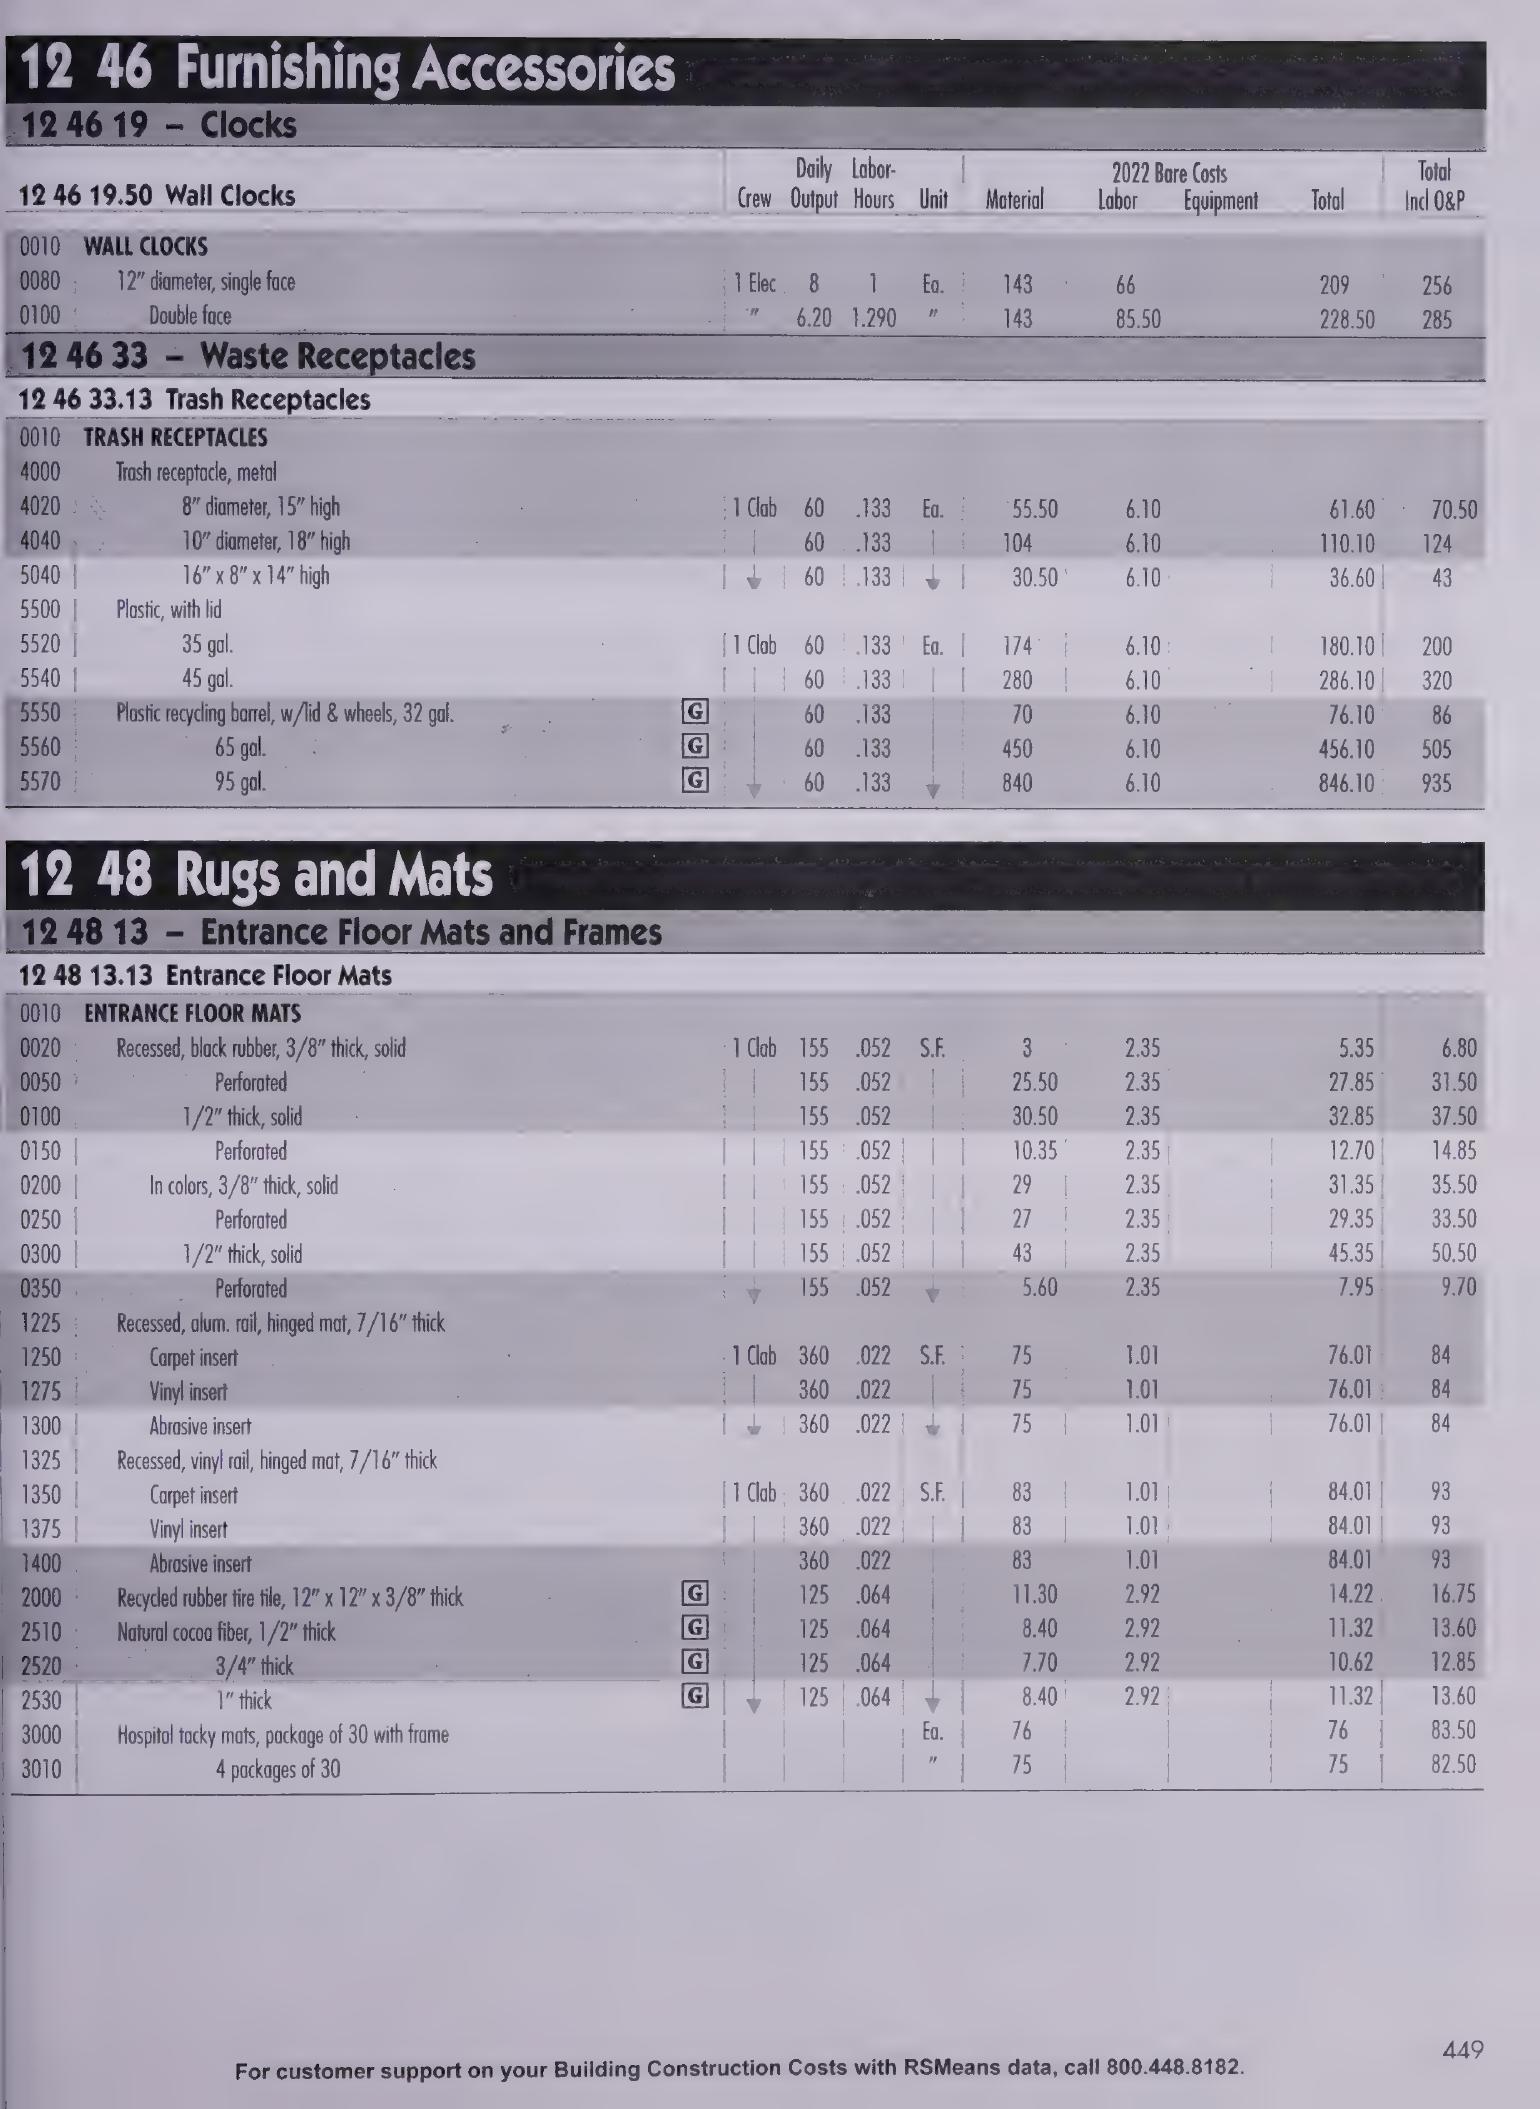 12 46 Furnishing Accessories
12 46 19 – Clocks
Daily Labor- 2022 Bare Costs Total
12 46 19.50 Wall Clocks Crew Output Hours Unit Material Labor Equipment Total Incl O&P
0010 WALL CLOCKS
0080 12" diameter, single face 1 Elec 8 1 Ea. 143 66 209 256
0100 Double face " 6.20 1.290 " 143 85.50 228.50 285
12 46 33 – Waste Receptacles
12 46 33.13 Trash Receptacles
0010 TRASH RECEPTACLES
4000 Trash receptacle, metal
4020 8" diameter, 15" high 1 Clab 60 .133 Ea. 55.50 6.10 61.60 70.50
4040 10" diameter, 18" high 60 .133 104 6.10 110.10 124
5040 16" x 8" x 14" high 60 .133 30.50 6.10 36.60 43
5500 Plastic, with lid
5520 35 gal. 1 Clab 60 .133 Ea. 174 6.10 180.10 200
5540 45 gal. 60 .133 280 6.10 286.10 320
5550 Plastic recycling barrel, w/lid & wheels, 32 gal. G 60 .133 70 6.10 76.10 86
5560 65 gal. G 60 .133 450 6.10 456.10 505
5570 95 gal. G 60 .133 840 6.10 846.10 935
12 48 Rugs and Mats
12 48 13 – Entrance Floor Mats and Frames
12 48 13.13 Entrance Floor Mats
0010 ENTRANCE FLOOR MATS
0020 Recessed, black rubber, 3/8" thick, solid 1 Clab 155 .052 S.F. 3 2.35 5.35 6.80
0050 Perforated 155 .052 25.50 2.35 27.85 31.50
0100 1/2" thick, solid 155 .052 30.50 2.35 32.85 37.50
0150 Perforated 155 .052 10.35 2.35 12.70 14.85
0200 In colors, 3/8" thick, solid 155 .052 29 2.35 31.35 35.50
0250 Perforated 155 .052 27 2.35 29.35 33.50
0300 1/2" thick, solid 155 .052 43 2.35 45.35 50.50
0350 Perforated 155 .052 5.60 2.35 7.95 9.70
1225 Recessed, alum. rail, hinged mat, 7/16" thick
1250 Carpet insert 1 Clab 360 .022 S.F. 75 1.01 76.01 84
1275 Vinyl insert 360 .022 75 1.01 76.01 84
1300 Abrasive insert 360 .022 75 1.01 76.01 84
1325 Recessed, vinyl rail, hinged mat, 7/16" thick
1350 Carpet insert 1 Clab 360 .022 S.F. 83 1.01 84.01 93
1375 Vinyl insert 360 .022 83 1.01 84.01 93
1400 Abrasive insert 360 .022 83 1.01 84.01 93
2000 Recycled rubber tire tile, 12" x 12" x 3/8" thick G 125 .064 11.30 2.92 14.22 16.75
2510 Natural cocoa fiber, 1/2" thick G 125 .064 8.40 2.92 11.32 13.60
2520 3/4" thick G 125 .064 7.70 2.92 10.62 12.85
2530 1" thick G 125 .064 8.40 2.92 11.32 13.60
3000 Hospital tacky mats, package of 30 with frame Ea. 76 76 83.50
3010 4 packages of 30 " 75 75 82.50
449
For customer support on your Building Construction Costs with RSMeans data, call 800.448.8182.